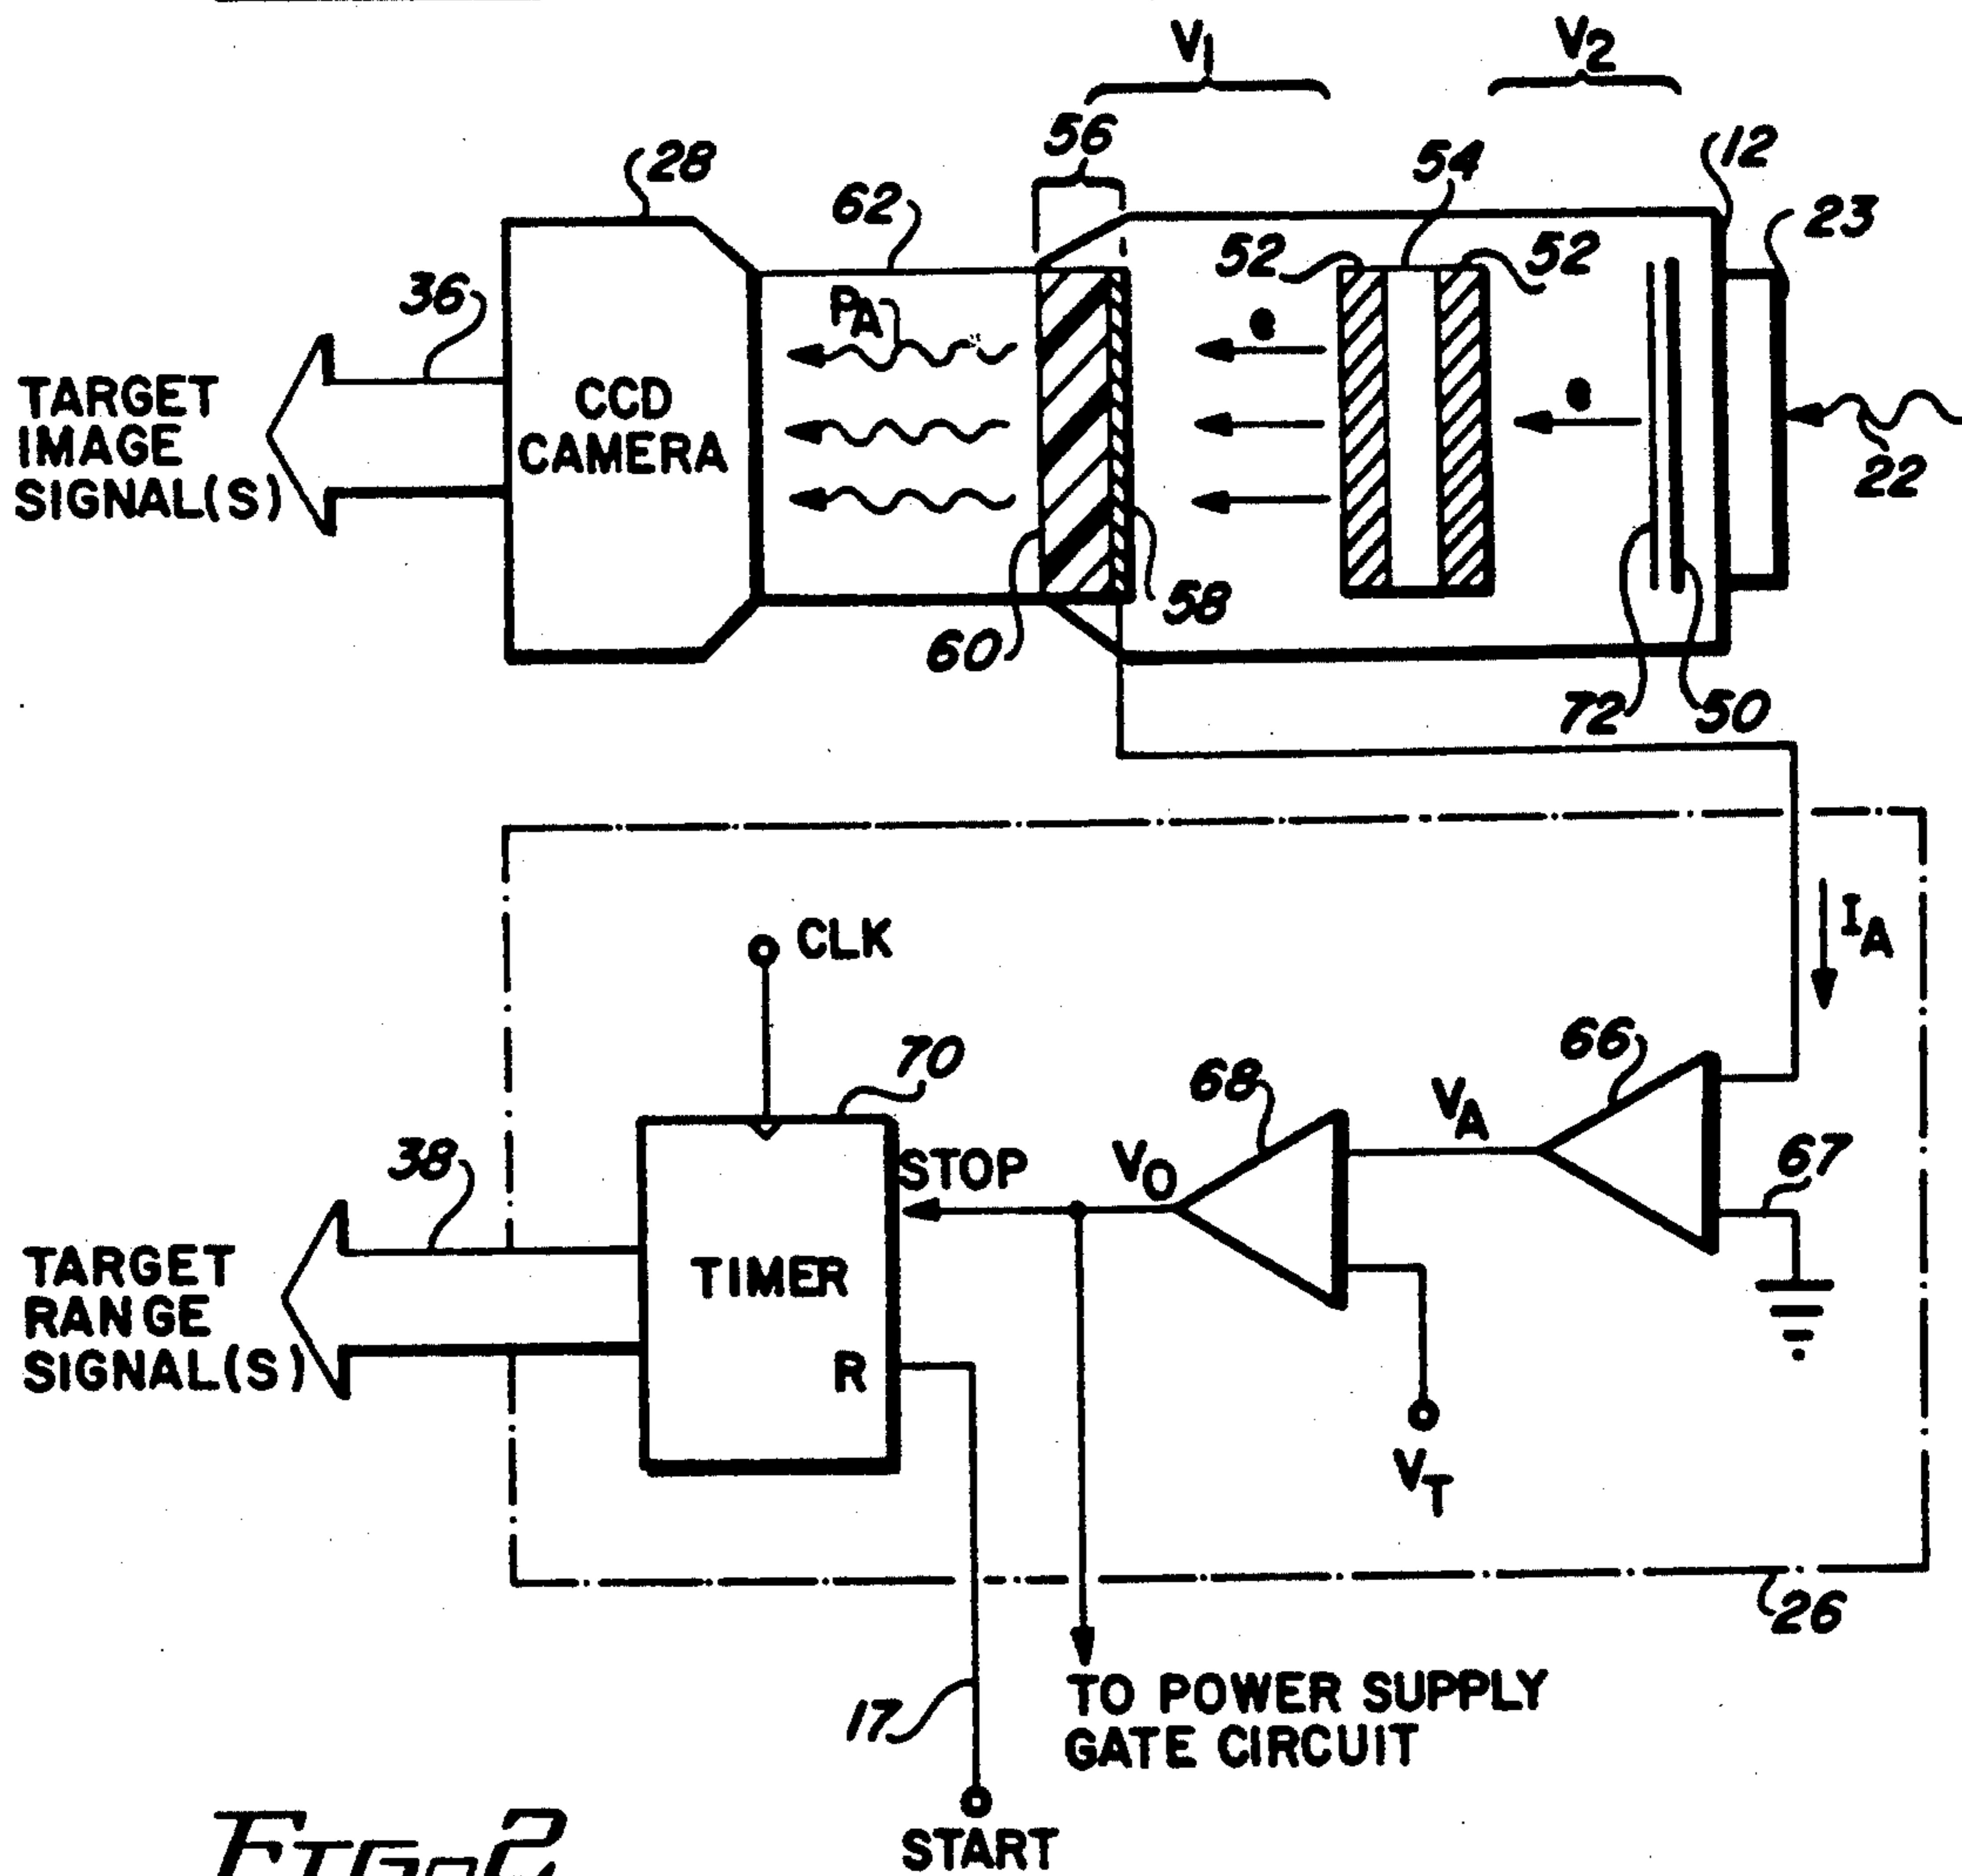 V1
V2
56
28
54
12
62
23
52
52
36
PA
e
e
TARGET
IMAGE
SIGNAL(S)
CCD
CAMERA
22
58
60
72
50
IA
CLK
70
66
68
VA
38
STOP
VO
67
TARGET
RANGE
SIGNAL(S)
TIMER
R
VT
26
17
TO POWER SUPPLY
GATE CIRCUIT
START
FIG. 2